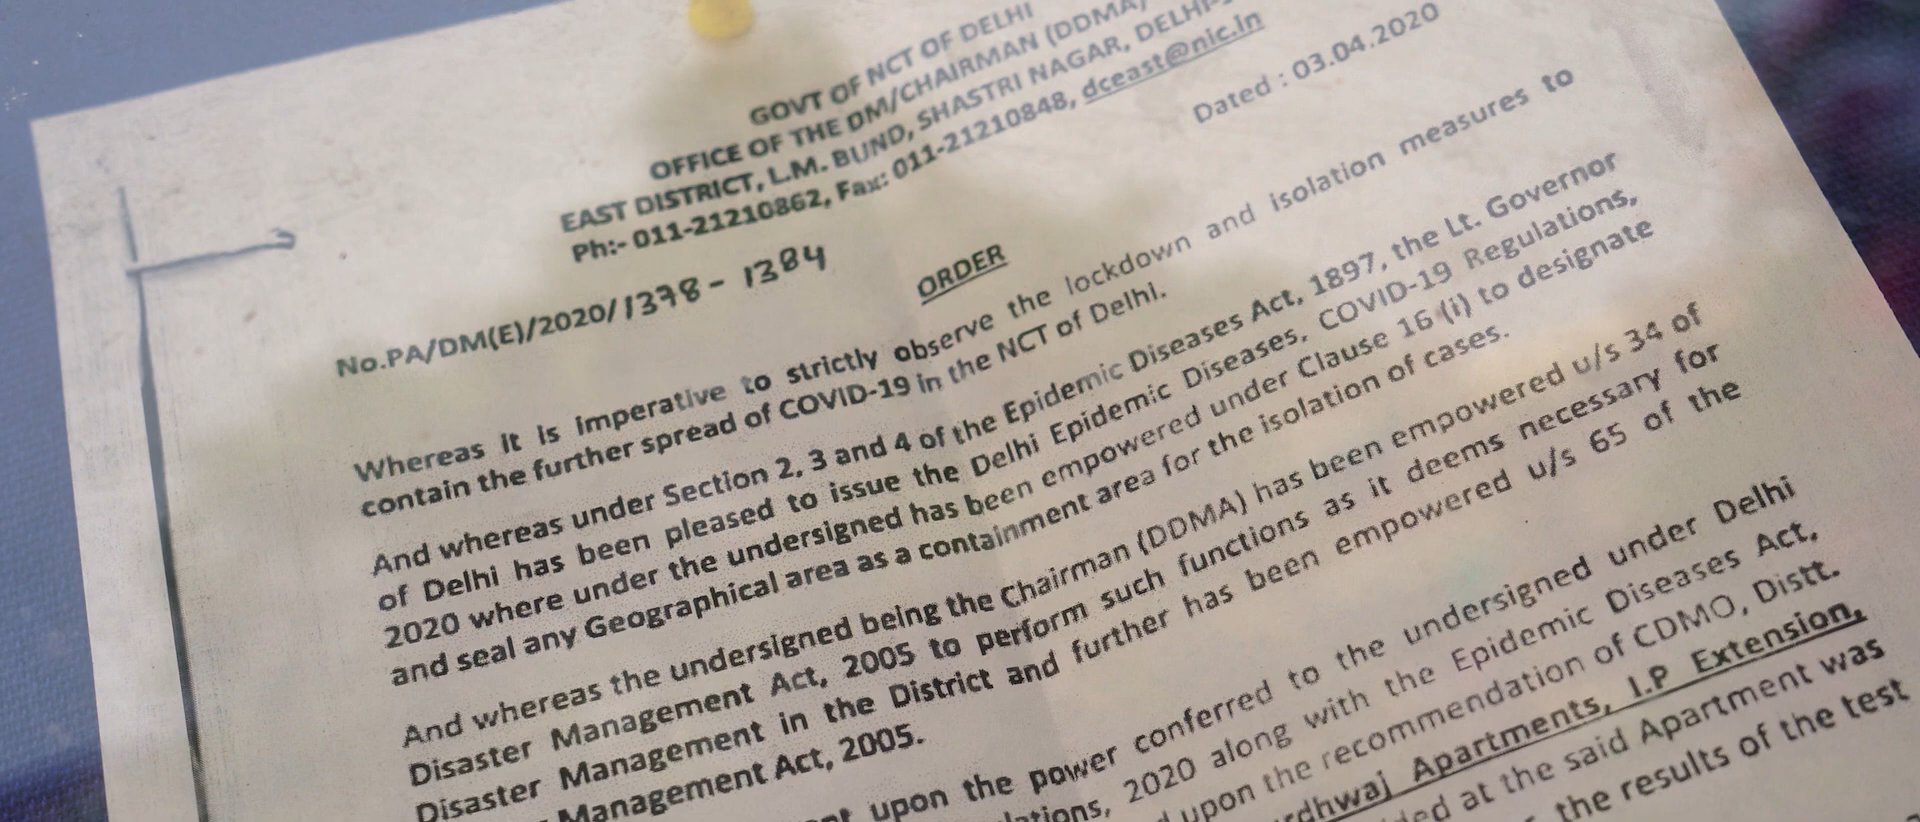 GOVT OF NCT OF DELHI
OFFICE OF THE DM/CHAIRMAN (DDMA)
EAST DISTRICT, L.M. BUND, SHASTRI NAGAR, DELHI-
Ph:- 011-21210862, Fax: 011-21210848, dceast@nic.in
No.PA/DM(E)/2020/1378-1384
Dated : 03.04.2020
ORDER
Whereas it is imperative to strictly observe the lockdown and isolation measures to
contain the further spread of COVID-19 in the NCT of Delhi.
And whereas under Section 2, 3 and 4 of the Epidemic Diseases Act, 1897, the Lt. Governor
of Delhi has been pleased to issue the Delhi Epidemic Diseases, COVID-19 Regulations,
2020 where under the undersigned has been empowered under Clause 16 (i) to designate
and seal any Geographical area as a containment area for the isolation of cases.
And whereas the undersigned being the Chairman (DDMA) has been empowered u/s 34 of
Disaster Management Act, 2005 to perform such functions as it deems necessary for
Disaster Management in the District and further has been empowered u/s 65 of the
Management Act, 2005.
upon the power conferred to the undersigned under Delhi
2020 along with the Epidemic Diseases Act,
upon the recommendation of CDMO, Distt.
Apartments, I.P Extension,
at the said Apartment was
the results of the test